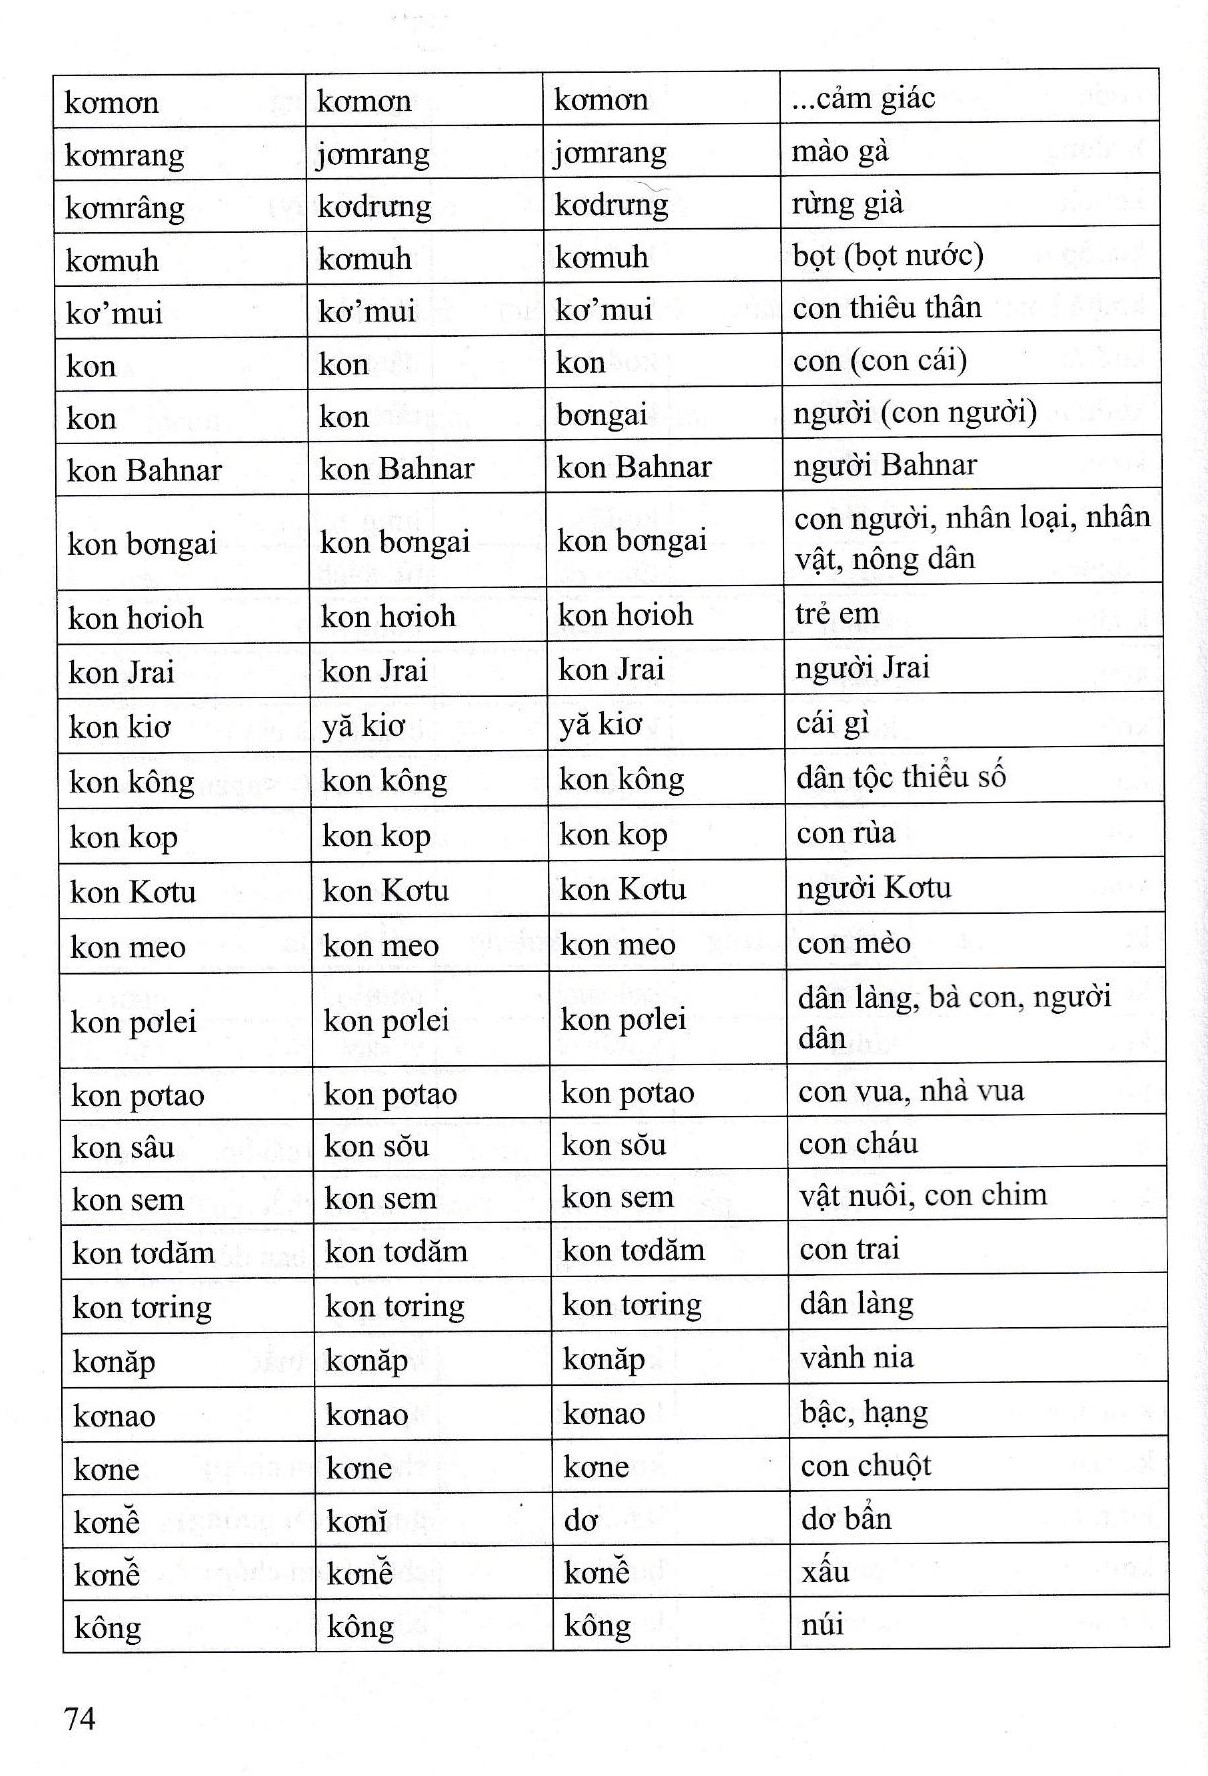 kơmơn kơmơn kơmơn ...cảm giác
kơmrang jơmrang jơmrang mào gà
kơmrâng kơdrưng kơdrưnğ rừng già
kơmuh kơmuh kơmuh bọt (bọt nước)
kơ’mui kơ’mui kơ’mui con thiêu thân
kon kon kon con (con cái)
kon kon bơngai người (con người)
kon Bahnar kon Bahnar kon Bahnar người Bahnar
kon bơngai kon bơngai kon bơngai con người, nhân loại, nhân
vật, nông dân
kon hơioh kon hơioh kon hơioh trẻ em
kon Jrai kon Jrai kon Jrai người Jrai
kon kiơ yă kiơ yă kiơ cái gì
kon kông kon kông kon kông dân tộc thiểu số
kon kop kon kop kon kop con rùa
kon Kơtu kon Kơtu kon Kơtu người Kơtu
kon meo kon meo kon meo con mèo
kon pơlei kon pơlei kon pơlei dân làng, bà con, người
dân
kon pơtao kon pơtao kon pơtao con vua, nhà vua
kon sâu kon sŏu kon sŏu con cháu
kon sem kon sem kon sem vật nuôi, con chim
kon tơdăm kon tơdăm kon tơdăm con trai
kon tơring kon tơring kon tơring dân làng
kơnăp kơnăp kơnăp vành nia
kơnao kơnao kơnao bậc, hạng
kơne kơne kơne con chuột
kơnê̆ kơnĭ dơ dơ bẩn
kơnê̆ kơnê̆ kơnê̆ xấu
kông kông kông núi
74